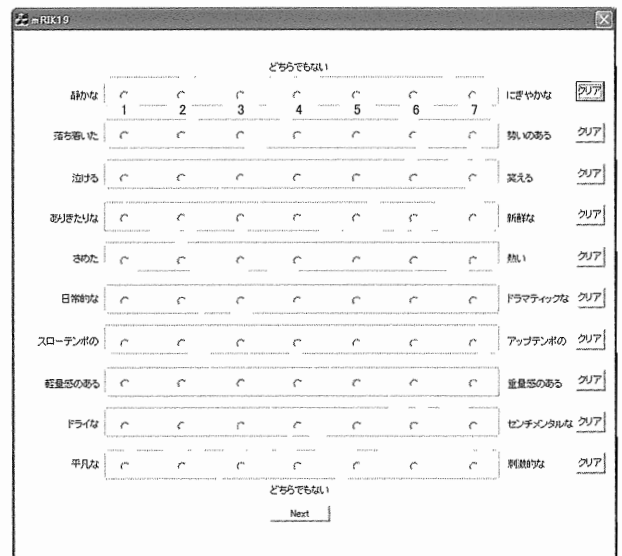 mRIK19
どちらでもない
静かな にぎやかな クリア
1 2 3 4 5 6 7
落ち着いた 勢いのある クリア
泣ける 笑える クリア
ありきたりな 新鮮な クリア
さめた 熱い クリア
日常的な ドラマティックな クリア
スローテンポの アップテンポの クリア
軽量感のある 重量感のある クリア
ドライな センチメンタルな クリア
平凡な 刺激的な クリア
どちらでもない
Next